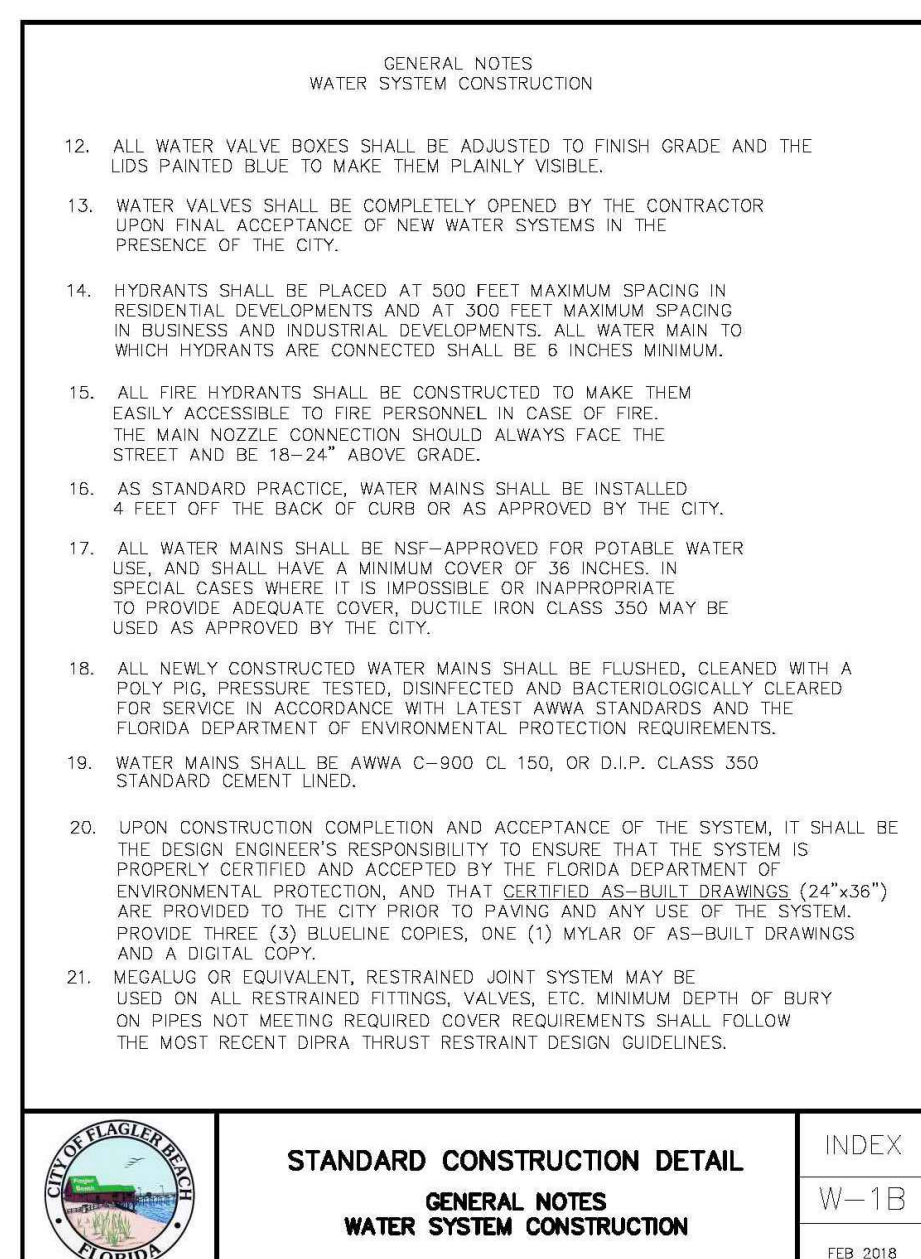 GENERAL NOTES
WATER SYSTEM CONSTRUCTION
12. ALL WATER VALVE BOXES SHALL BE ADJUSTED TO FINISH GRADE AND THE
LIDS PAINTED BLUE TO MAKE THEM PLAINLY VISIBLE.
13. WATER VALVES SHALL BE COMPLETELY OPENED BY THE CONTRACTOR
UPON FINAL ACCEPTANCE OF NEW WATER SYSTEMS IN THE
PRESENCE OF THE CITY.
14. HYDRANTS SHALL BE PLACED AT 500 FEET MAXIMUM SPACING IN
RESIDENTIAL DEVELOPMENTS AND AT 300 FEET MAXIMUM SPACING
IN BUSINESS AND INDUSTRIAL DEVELOPMENTS. ALL WATER MAIN TO
WHICH HYDRANTS ARE CONNECTED SHALL BE 6 INCHES MINIMUM.
15. ALL FIRE HYDRANTS SHALL BE CONSTRUCTED TO MAKE THEM
EASILY ACCESSIBLE TO FIRE PERSONNEL IN CASE OF FIRE.
THE MAIN NOZZLE CONNECTION SHOULD ALWAYS FACE THE
STREET AND BE 18-24" ABOVE GRADE.
16. AS STANDARD PRACTICE, WATER MAINS SHALL BE INSTALLED
4 FEET OFF THE BACK OF CURB OR AS APPROVED BY THE CITY.
17. ALL WATER MAINS SHALL BE NSF-APPROVED FOR POTABLE WATER
USE, AND SHALL HAVE A MINIMUM COVER OF 36 INCHES. IN
SPECIAL CASES WHERE IT IS IMPOSSIBLE OR INAPPROPRIATE
TO PROVIDE ADEQUATE COVER, DUCTILE IRON CLASS 350 MAY BE
USED AS APPROVED BY THE CITY.
18. ALL NEWLY CONSTRUCTED WATER MAINS SHALL BE FLUSHED, CLEANED WITH A
POLY PIG, PRESSURE TESTED, DISINFECTED AND BACTERIOLOGICALLY CLEARED
FOR SERVICE IN ACCORDANCE WITH LATEST AWWA STANDARDS AND THE
FLORIDA DEPARTMENT OF ENVIRONMENTAL PROTECTION REQUIREMENTS.
19. WATER MAINS SHALL BE AWWA C-900 CL 150, OR D.I.P. CLASS 350
STANDARD CEMENT LINED.
20. UPON CONSTRUCTION COMPLETION AND ACCEPTANCE OF THE SYSTEM, IT SHALL BE
THE DESIGN ENGINEER'S RESPONSIBILITY TO ENSURE THAT THE SYSTEM IS
PROPERLY CERTIFIED AND ACCEPTED BY THE FLORIDA DEPARTMENT OF
ENVIRONMENTAL PROTECTION, AND THAT CERTIFIED AS-BUILT DRAWINGS (24"x36")
ARE PROVIDED TO THE CITY PRIOR TO PAVING AND ANY USE OF THE SYSTEM.
PROVIDE THREE (3) BLUELINE COPIES, ONE (1) MYLAR OF AS-BUILT DRAWINGS
AND A DIGITAL COPY.
21. MEGALUG OR EQUIVALENT, RESTRAINED JOINT SYSTEM MAY BE
USED ON ALL RESTRAINED FITTINGS, VALVES, ETC. MINIMUM DEPTH OF BURY
ON PIPES NOT MEETING REQUIRED COVER REQUIREMENTS SHALL FOLLOW
THE MOST RECENT DIPRA THRUST RESTRAINT DESIGN GUIDELINES.
CITY OF FLAGLER BEACH
Flagler
Beach
FLORIDA
STANDARD CONSTRUCTION DETAIL
GENERAL NOTES
WATER SYSTEM CONSTRUCTION
INDEX
W-1B
FEB 2018